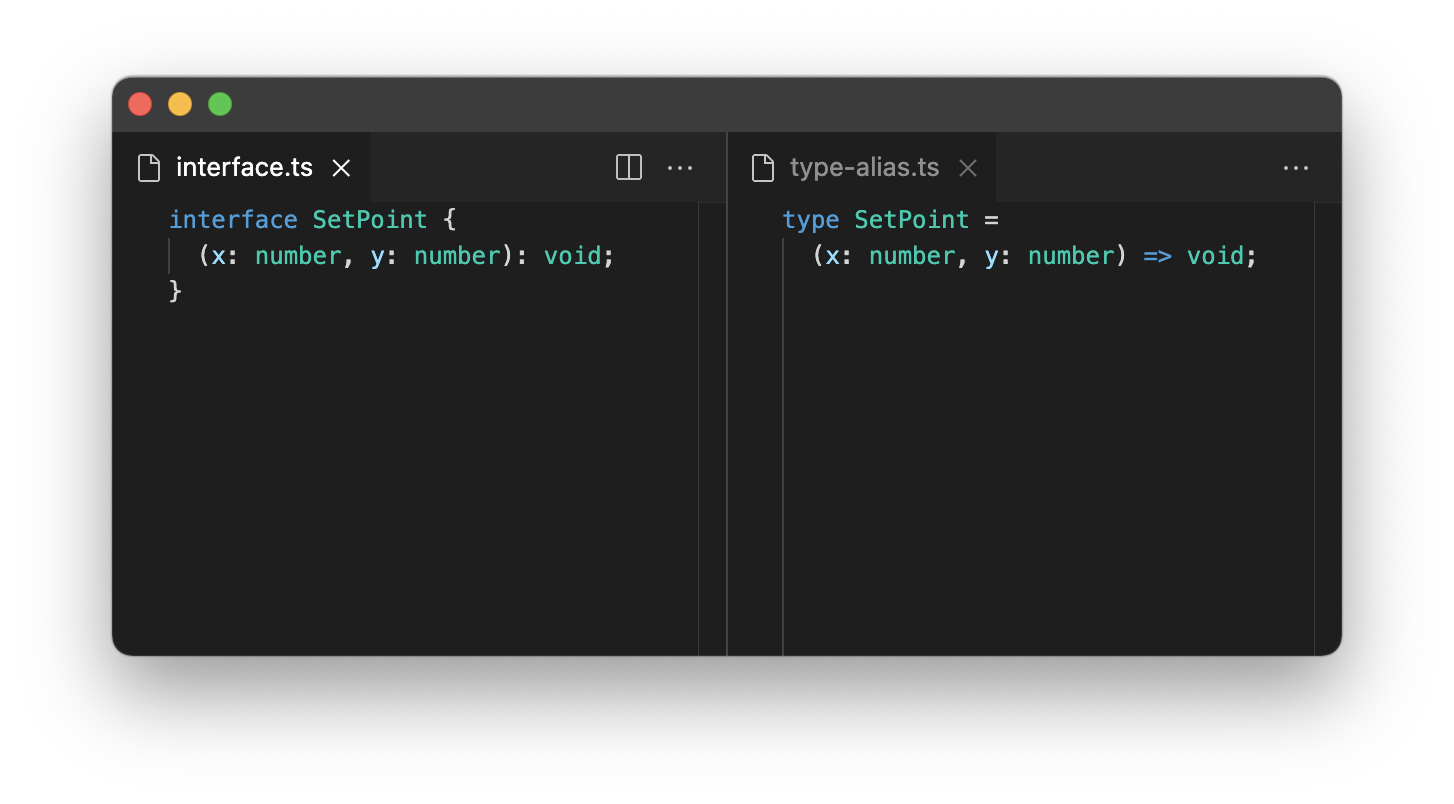 interface.ts
interface SetPoint {
  (x: number, y: number): void;
}
type-alias.ts
type SetPoint =
  (x: number, y: number) => void;